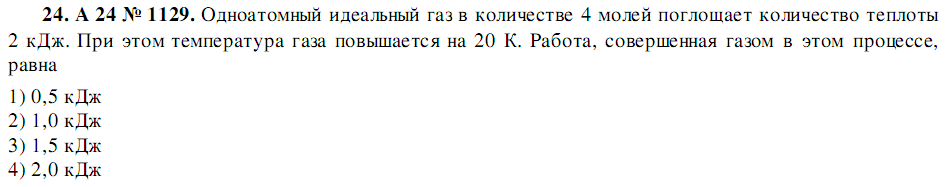 24. А 24 № 1129. Одноатомный идеальный газ в количестве 4 молей поглощает количество теплоты
2 кДж. При этом температура газа повышается на 20 К. Работа, совершенная газом в этом процессе,
равна
1) 0,5 кДж
2) 1,0 кДж
3) 1,5 кДж
4) 2,0 кДж